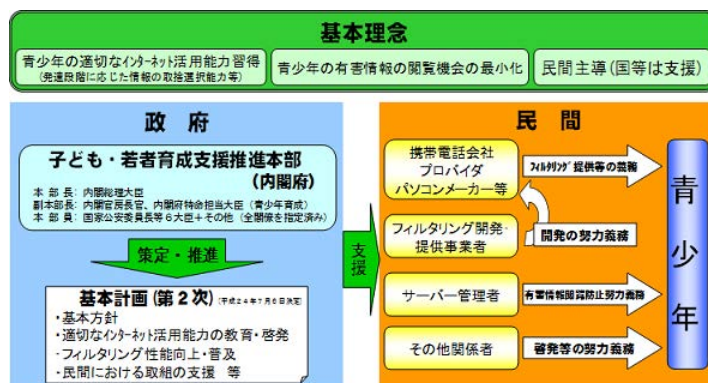 基本理念
青少年の適切なインターネット活用能力習得
(発達段階に応じた情報の取捨選択能力等)
青少年の有害情報の閲覧機会の最小化
民間主導(国等は支援)
政 府
子ども・若者育成支援推進本部
(内閣府)
本 部 長: 内閣総理大臣
副本部長: 内閣官房長官、内閣府特命担当大臣(青少年育成)
本 部 員: 国家公安委員長等6大臣+その他 (全閣僚を指定済み)
策定・推進
基本計画(第2次) (平成24年7月6日決定)
・基本方針
・適切なインターネット活用能力の教育・啓発
・フィルタリング性能向上・普及
・民間における取組の支援 等
支援
民 間
携帯電話会社
プロバイダ
パソコンメーカー等
フィルタリング提供等の義務
フィルタリング開発・
提供事業者
開発の努力義務
サーバー管理者
有害情報閲覧防止努力義務
その他関係者
啓発等の努力義務
青少年